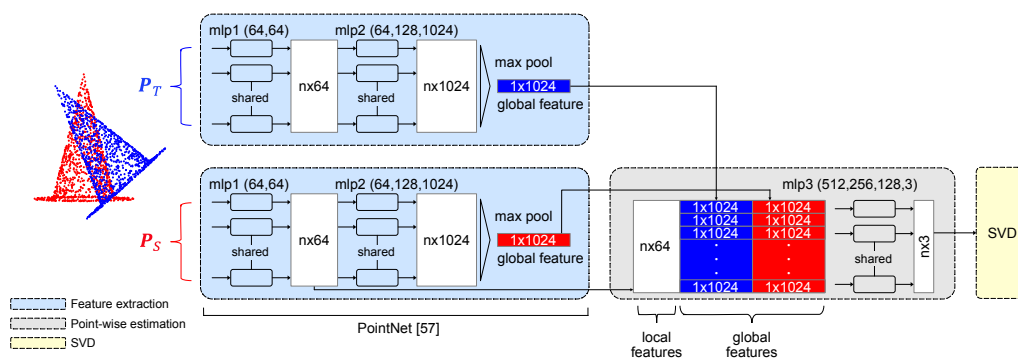 mlp1 (64,64)
mlp2 (64,128,1024)
P_T
shared
nx64
shared
nx1024
max pool
1x1024
global feature
mlp1 (64,64)
mlp2 (64,128,1024)
P_S
shared
nx64
shared
nx1024
max pool
1x1024
global feature
mlp3 (512,256,128,3)
nx64
1x1024 1x1024
1x1024 1x1024
1x1024 1x1024
1x1024 1x1024
shared
nx3
SVD
Feature extraction
Point-wise estimation
SVD
PointNet [57]
local
features
global
features